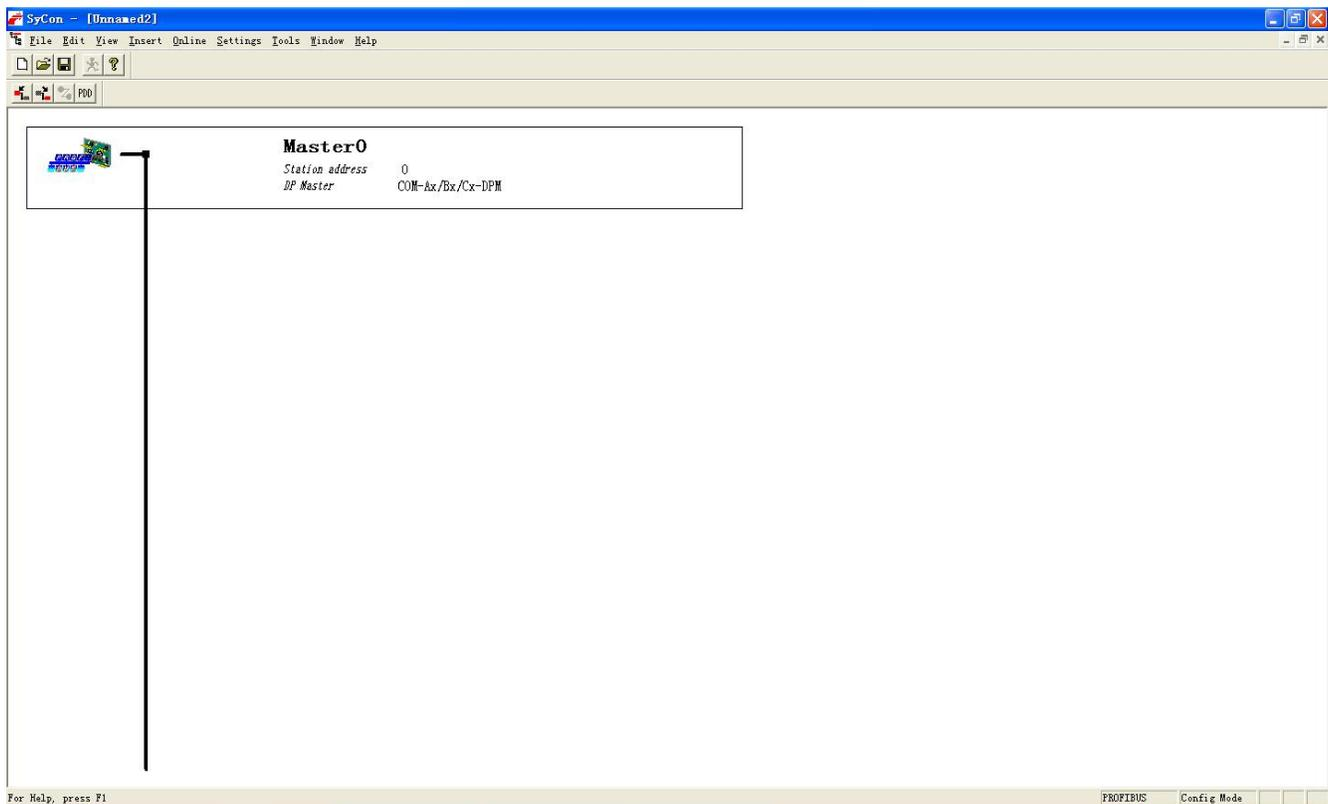 SyCon - [Unnamed2]
File Edit View Insert Online Settings Tools Window Help
PDD
Master0
Station address 0
DP Master COM-Ax/Bx/Cx-DPM
For Help, press F1 PROFIBUS Config Mode